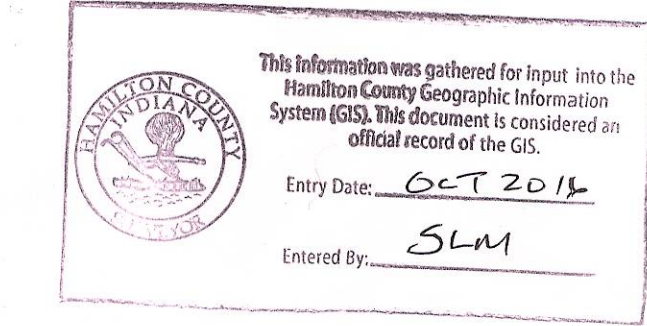 HAMILTON COUNTY
INDIANA
SURVEYOR
This information was gathered for input into the
Hamilton County Geographic Information
System (GIS). This document is considered an
official record of the GIS.
Entry Date: OCT 2016
Entered By: SLM